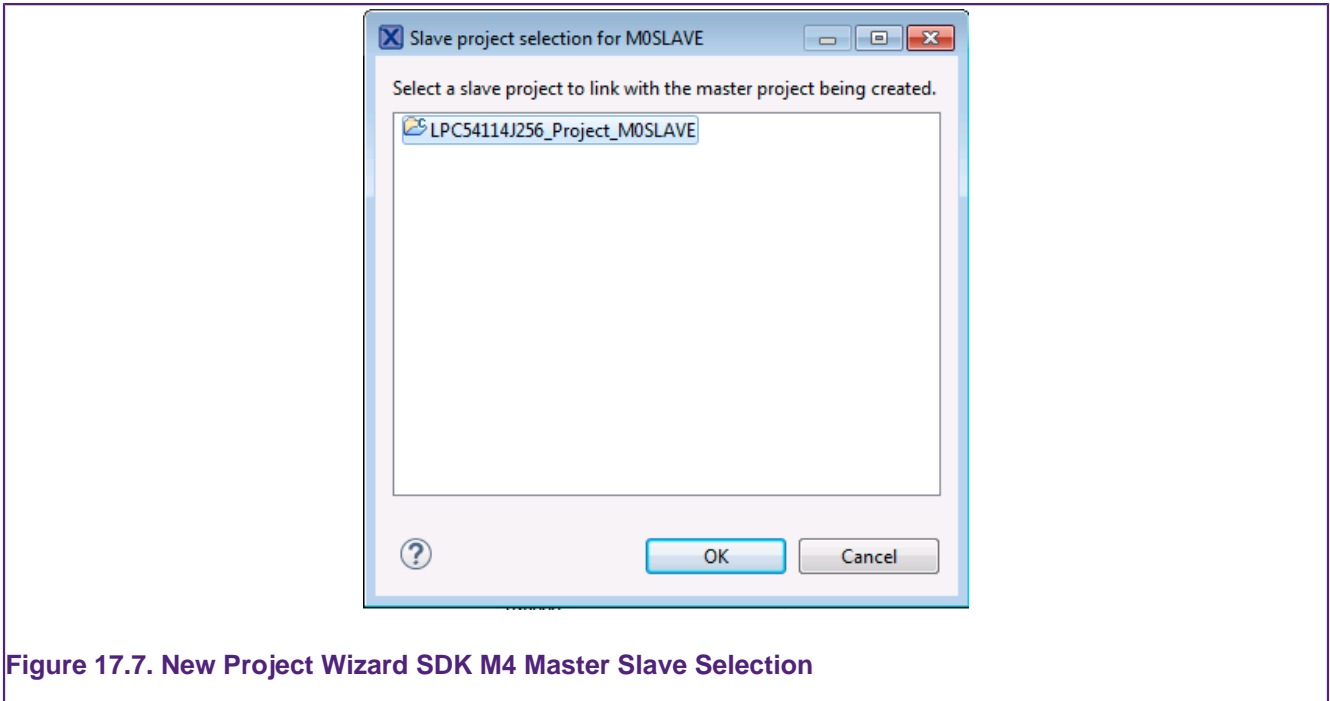 Slave project selection for M0SLAVE
Select a slave project to link with the master project being created.
LPC54114J256_Project_M0SLAVE
OK Cancel
Figure 17.7. New Project Wizard SDK M4 Master Slave Selection